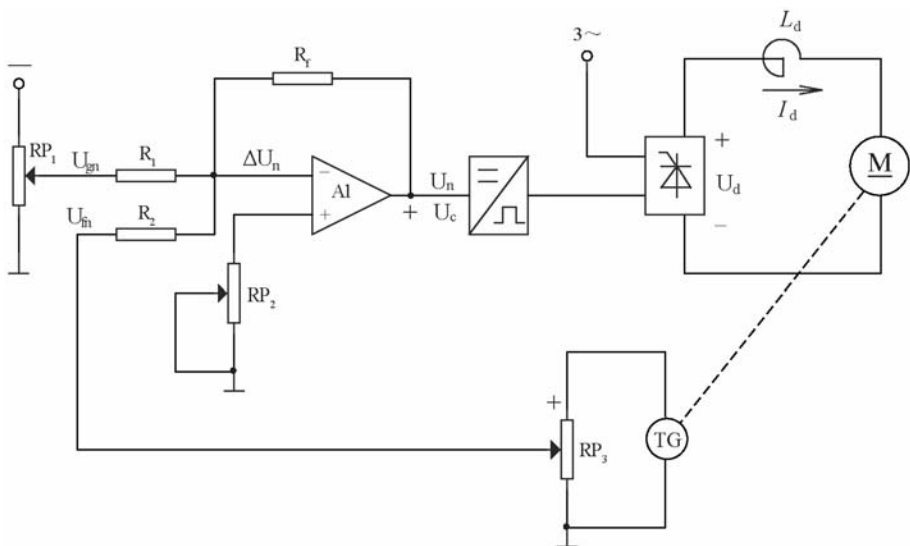 3~
L_d
R_f
I_d
RP_1
U_gn
R_1
ΔU_n
−
A1
+
U_n
U_c
+
+
U_d
−
M
U_fn
R_2
RP_2
+
RP_3
TG